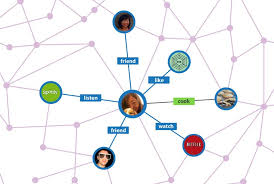 friend
like
Spotify
listen
cook
friend
watch
NETFLIX